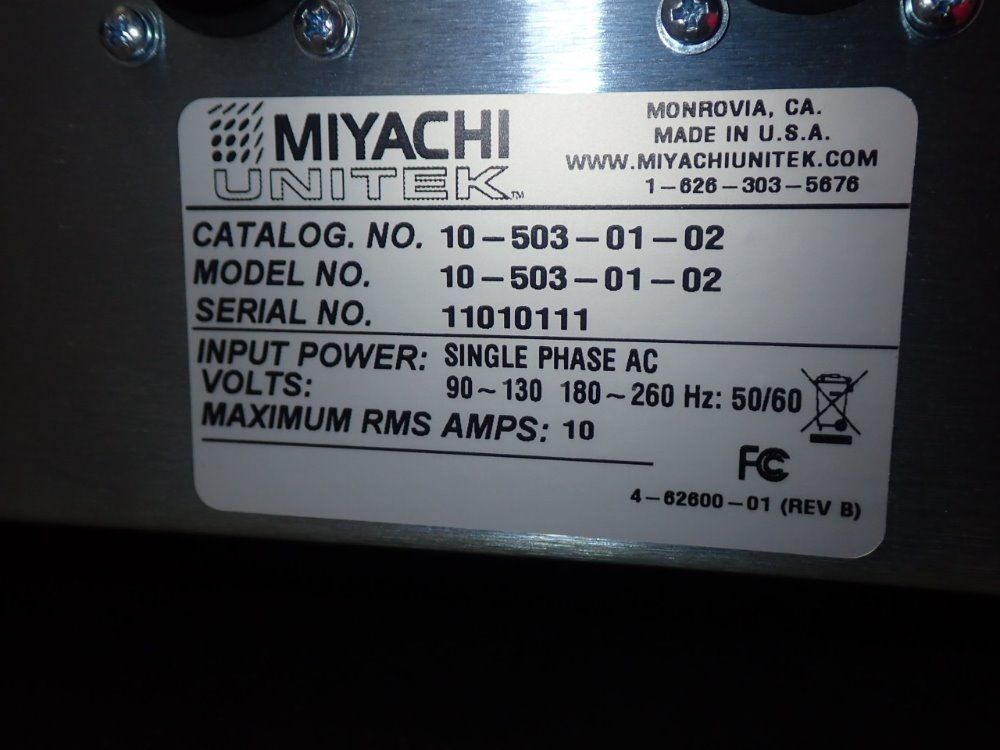 MIYACHI
UNITEK™
MONROVIA, CA.
MADE IN U.S.A.
WWW.MIYACHIUNITEK.COM
1-626-303-5676
CATALOG. NO. 10-503-01-02
MODEL NO. 10-503-01-02
SERIAL NO. 11010111
INPUT POWER: SINGLE PHASE AC
VOLTS: 90~130 180~260 Hz: 50/60
MAXIMUM RMS AMPS: 10
FC
4-62600-01 (REV B)